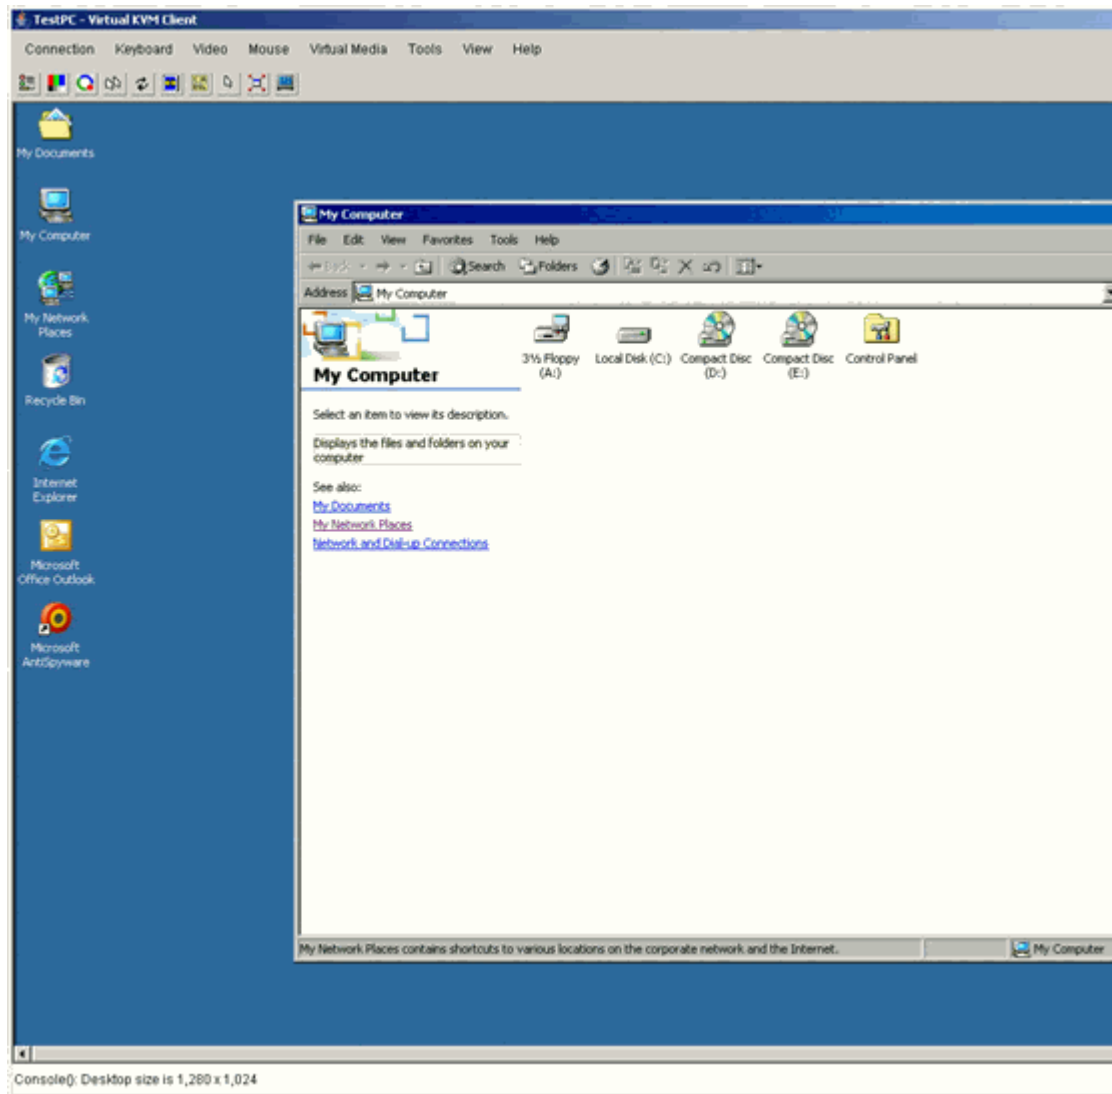 TestPC - Virtual KVM Client
Connection Keyboard Video Mouse Virtual Media Tools View Help
My Documents
My Computer
My Network
Places
Recycle Bin
Internet
Explorer
Microsoft
Office Outlook
Microsoft
AntiSpyware
My Computer
File Edit View Favorites Tools Help
Back Search Folders
Address My Computer
3½ Floppy
(A:)
Local Disk (C:)
Compact Disc
(D:)
Compact Disc
(E:)
Control Panel
My Computer
Select an item to view its description.
Displays the files and folders on your
computer
See also:
My Documents
My Network Places
Network and Dial-up Connections
My Network Places contains shortcuts to various locations on the corporate network and the Internet.
My Computer
Console(): Desktop size is 1,280 x 1,024